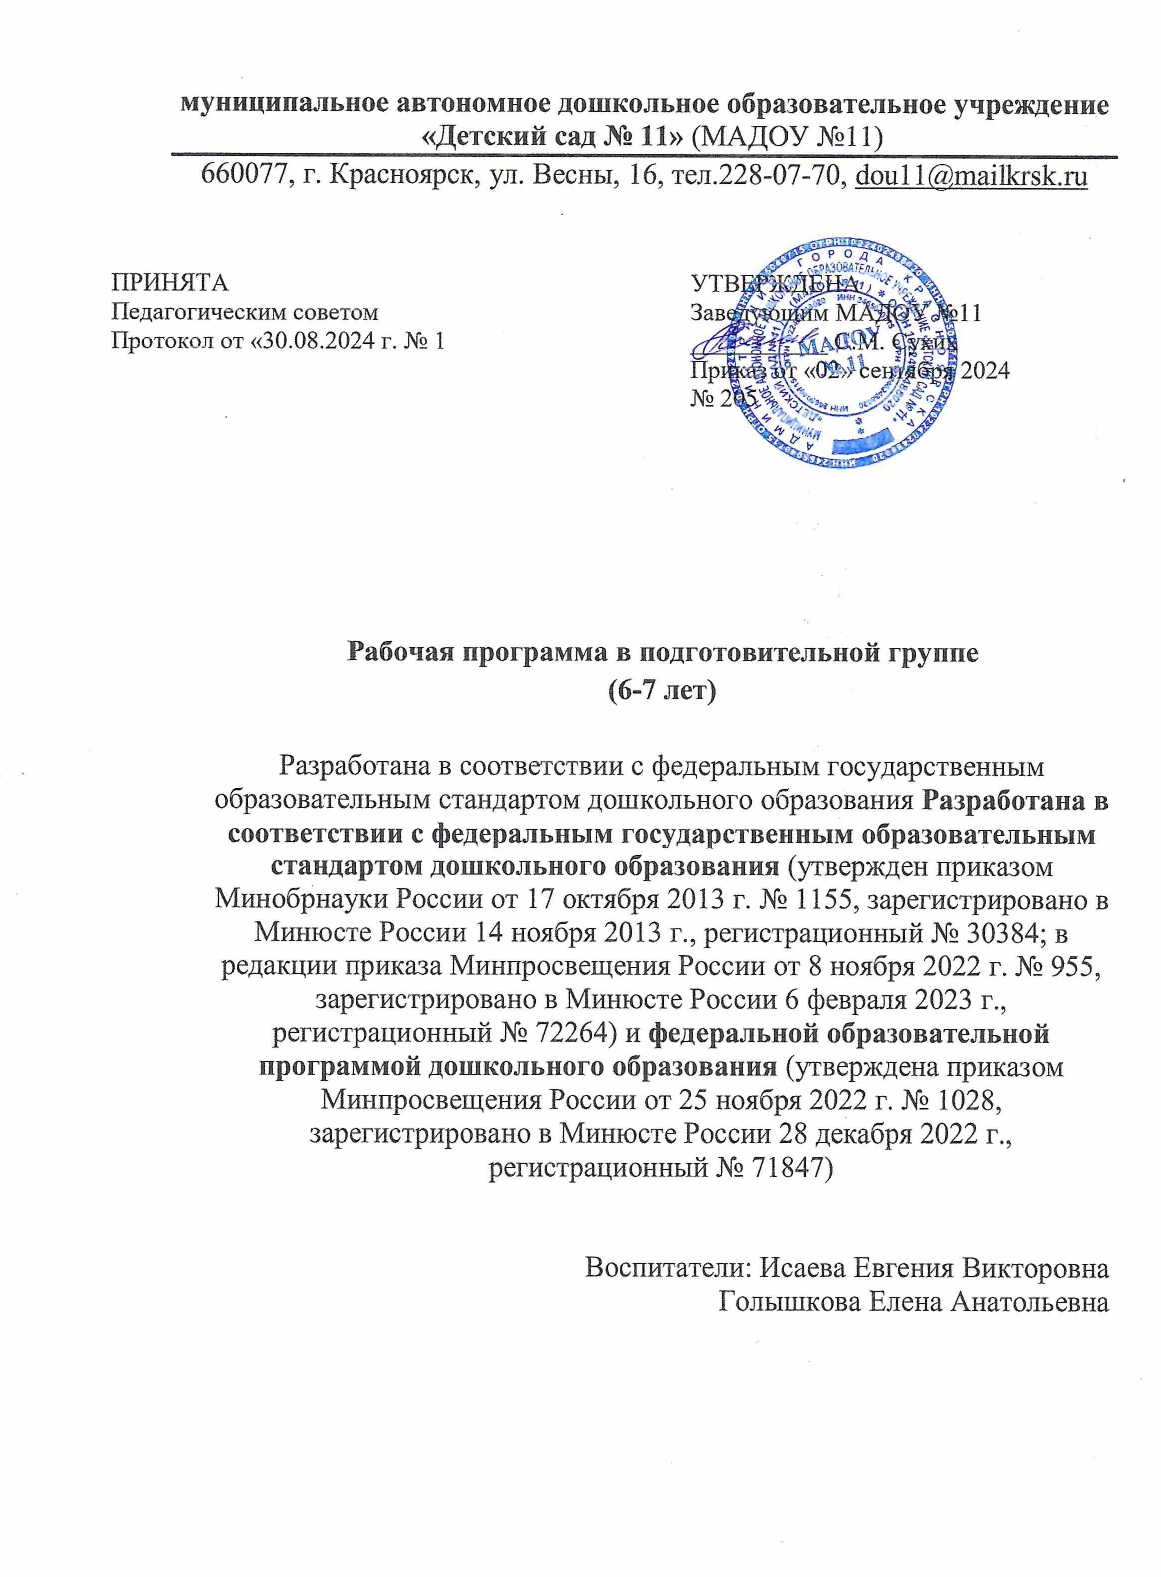 муниципальное автономное дошкольное образовательное учреждение
«Детский сад № 11» (МАДОУ №11)
660077, г. Красноярск, ул. Весны, 16, тел.228-07-70, dou11@mailkrsk.ru
ПРИНЯТА
Педагогическим советом
Протокол от «30.08.2024 г. № 1
УТВЕРЖДЕНА
Заведующим МАДОУ №11
С.М. Сухих
Приказ от «02» сентября 2024
№ 205
МАДОУ
№ 11
Рабочая программа в подготовительной группе
(6-7 лет)
Разработана в соответствии с федеральным государственным
образовательным стандартом дошкольного образования Разработана в
соответствии с федеральным государственным образовательным
стандартом дошкольного образования (утвержден приказом
Минобрнауки России от 17 октября 2013 г. № 1155, зарегистрировано в
Минюсте России 14 ноября 2013 г., регистрационный № 30384; в
редакции приказа Минпросвещения России от 8 ноября 2022 г. № 955,
зарегистрировано в Минюсте России 6 февраля 2023 г.,
регистрационный № 72264) и федеральной образовательной
программой дошкольного образования (утверждена приказом
Минпросвещения России от 25 ноября 2022 г. № 1028,
зарегистрировано в Минюсте России 28 декабря 2022 г.,
регистрационный № 71847)
Воспитатели: Исаева Евгения Викторовна
Голышкова Елена Анатольевна